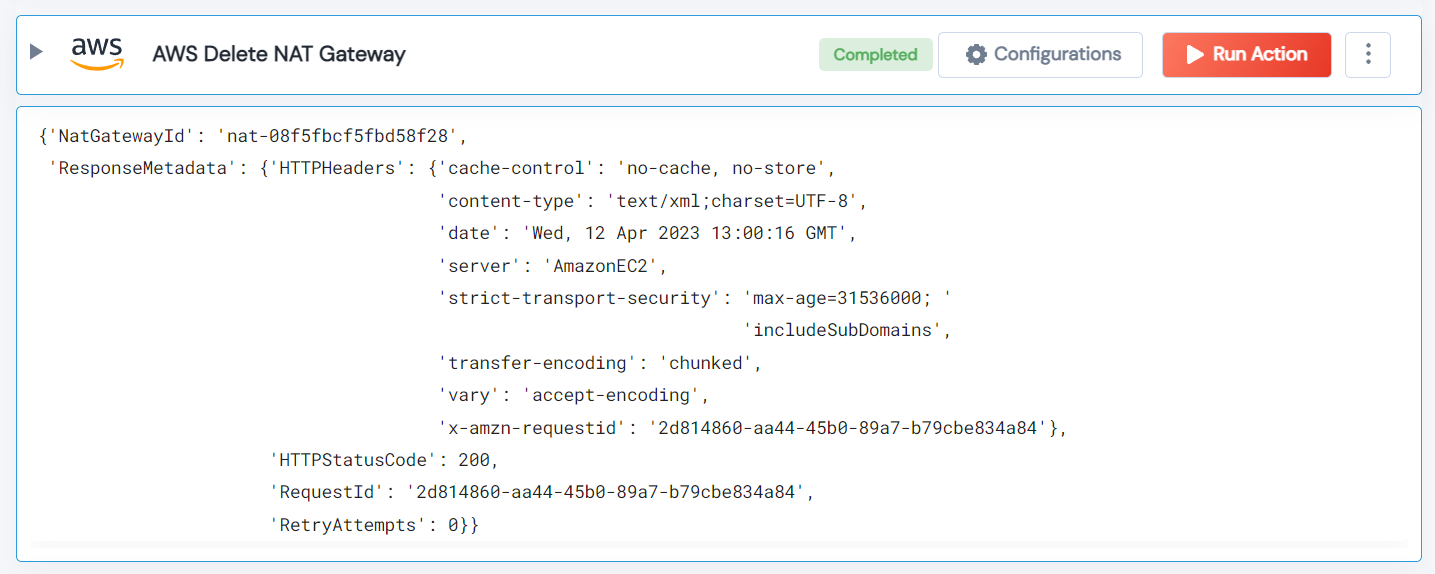 aws AWS Delete NAT Gateway Completed Configurations Run Action
{'NatGatewayId': 'nat-08f5fbcf5fbd58f28',
 'ResponseMetadata': {'HTTPHeaders': {'cache-control': 'no-cache, no-store',
                                      'content-type': 'text/xml;charset=UTF-8',
                                      'date': 'Wed, 12 Apr 2023 13:00:16 GMT',
                                      'server': 'AmazonEC2',
                                      'strict-transport-security': 'max-age=31536000; '
                                                                   'includeSubDomains',
                                      'transfer-encoding': 'chunked',
                                      'vary': 'accept-encoding',
                                      'x-amzn-requestid': '2d814860-aa44-45b0-89a7-b79cbe834a84'},
                      'HTTPStatusCode': 200,
                      'RequestId': '2d814860-aa44-45b0-89a7-b79cbe834a84',
                      'RetryAttempts': 0}}